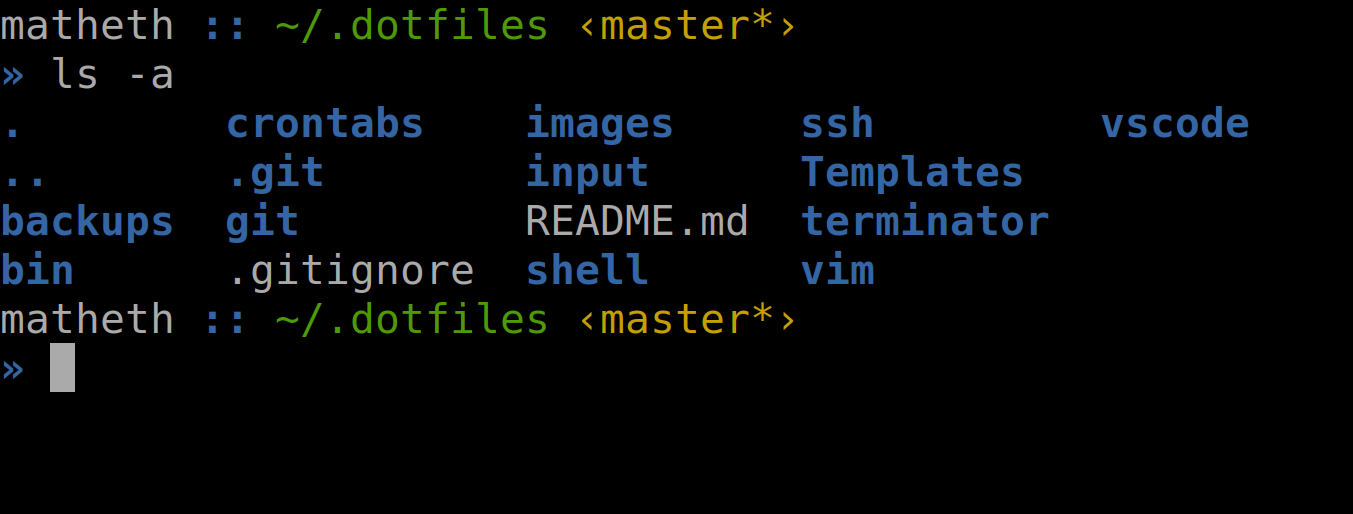 matheth :: ~/.dotfiles ‹master*›
» ls -a
. crontabs images ssh vscode
.. .git input Templates
backups git README.md terminator
bin .gitignore shell vim
matheth :: ~/.dotfiles ‹master*›
»